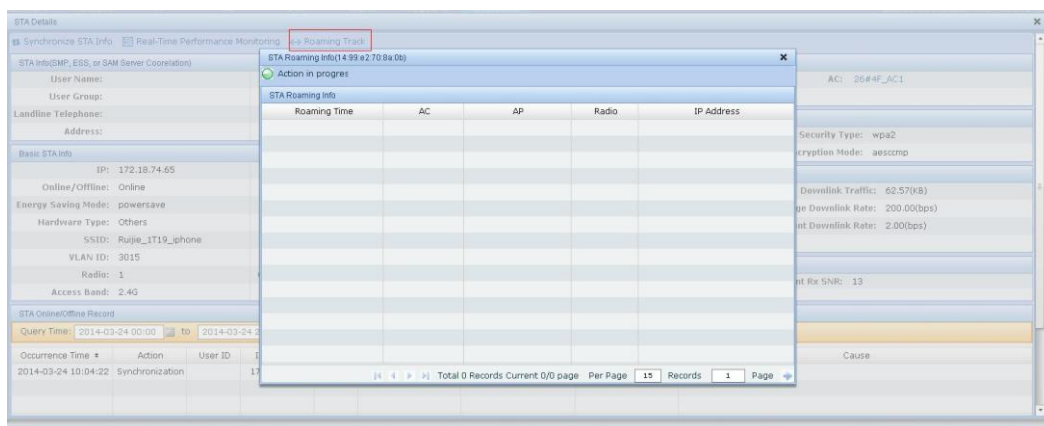 STA Details
Synchronize STA Info Real-Time Performance Monitoring Roaming Track
STA Info(SMP, ESS, or SAM Server Coorelation)
User Name:
User Group:
Landline Telephone:
Address:
AC: 26#4F_AC1
Basic STA Info
IP: 172.18.74.65
Online/Offline: Online
Energy Saving Mode: powersave
Hardware Type: Others
SSID: Ruijie_1T19_iphone
VLAN ID: 3015
Radio: 1
Access Band: 2.4G
Security Type: wpa2
cryption Mode: aesccmp
Downlink Traffic: 62.57(KB)
ge Downlink Rate: 200.00(bps)
nt Downlink Rate: 2.00(bps)
nt Rx SNR: 13
STA Roaming Info(14.99.e2.70.8a.0b)
Action in progres
STA Roaming Info
Roaming Time AC AP Radio IP Address
Total 0 Records Current 0/0 page Per Page 15 Records 1 Page
STA Online/Offline Record
Query Time: 2014-03-24 00:00 to 2014-03-24 2
Occurrence Time Action User ID I Cause
2014-03-24 10:04:22 Synchronization 17